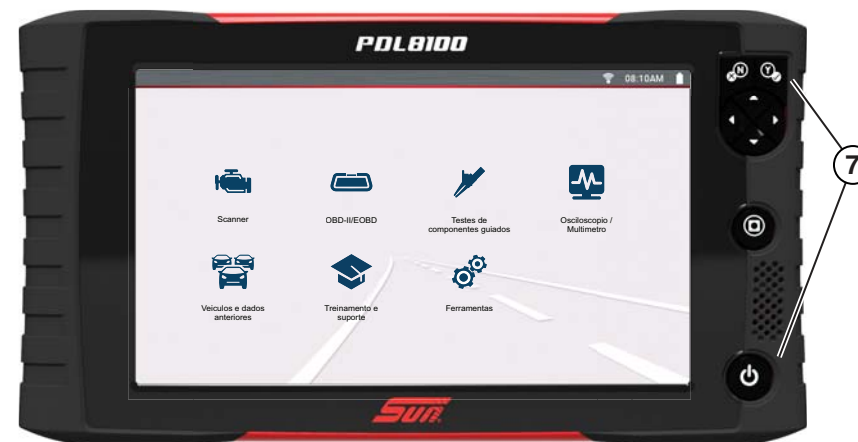 PDL8100
08:10AM
N Y
7
Scanner
OBD-II/EOBD
Testes de
componentes guiados
Osciloscopio /
Multimetro
Veiculos e dados
anteriores
Treinamento e
suporte
Ferramentas
Sun